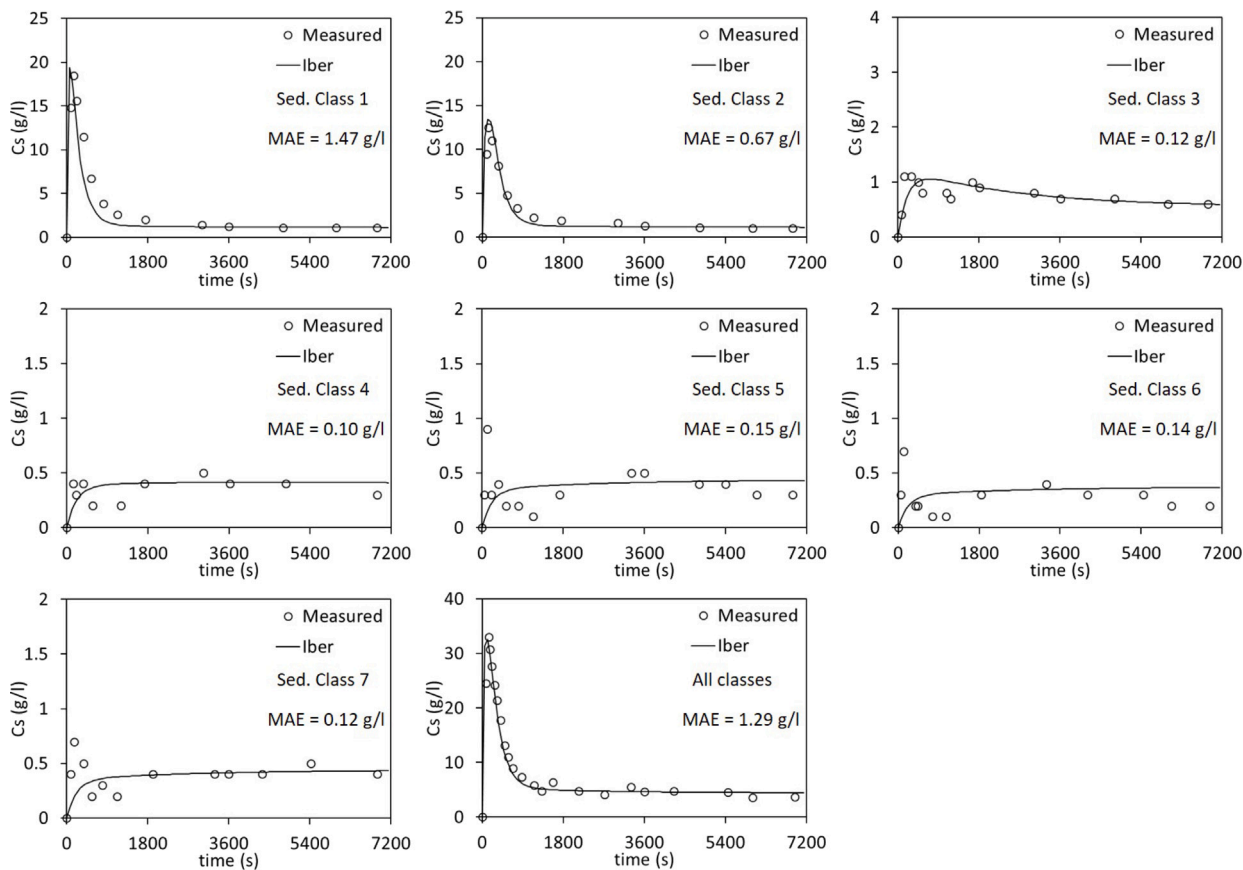 25
20
15
10
5
0
Cs (g/l)
Measured
Iber
Sed. Class 1
MAE = 1.47 g/l
0 1800 3600 5400 7200
time (s)
25
20
15
10
5
0
Cs (g/l)
Measured
Iber
Sed. Class 2
MAE = 0.67 g/l
0 1800 3600 5400 7200
time (s)
4
3
2
1
0
Cs (g/l)
Measured
Iber
Sed. Class 3
MAE = 0.12 g/l
0 1800 3600 5400 7200
time (s)
2
1.5
1
0.5
0
Cs (g/l)
Measured
Iber
Sed. Class 4
MAE = 0.10 g/l
0 1800 3600 5400 7200
time (s)
2
1.5
1
0.5
0
Cs (g/l)
Measured
Iber
Sed. Class 5
MAE = 0.15 g/l
0 1800 3600 5400 7200
time (s)
2
1.5
1
0.5
0
Cs (g/l)
Measured
Iber
Sed. Class 6
MAE = 0.14 g/l
0 1800 3600 5400 7200
time (s)
2
1.5
1
0.5
0
Cs (g/l)
Measured
Iber
Sed. Class 7
MAE = 0.12 g/l
0 1800 3600 5400 7200
time (s)
40
30
20
10
0
Cs (g/l)
Measured
Iber
All classes
MAE = 1.29 g/l
0 1800 3600 5400 7200
time (s)